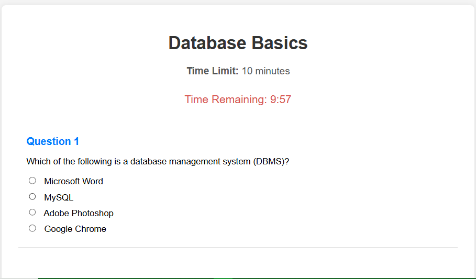 Database Basics
Time Limit: 10 minutes
Time Remaining: 9:57
Question 1
Which of the following is a database management system (DBMS)?
Microsoft Word
MySQL
Adobe Photoshop
Google Chrome